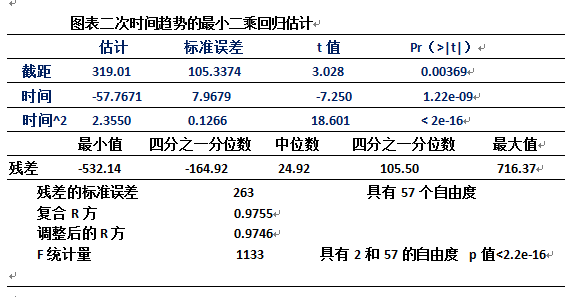 图表二次时间趋势的最小二乘回归估计
估计 标准误差 t 值 Pr（>|t|）
截距 319.01 105.3374 3.028 0.00369
时间 -57.7671 7.9679 -7.250 1.22e-09
时间^2 2.3550 0.1266 18.601 < 2e-16
最小值 四分之一分位数 中位数 四分之一分位数 最大值
残差 -532.14 -164.92 24.92 105.50 716.37
残差的标准误差 263 具有 57 个自由度
复合 R 方 0.9755
调整后的 R 方 0.9746
F 统计量 1133 具有 2 和 57 的自由度 p 值<2.2e-16